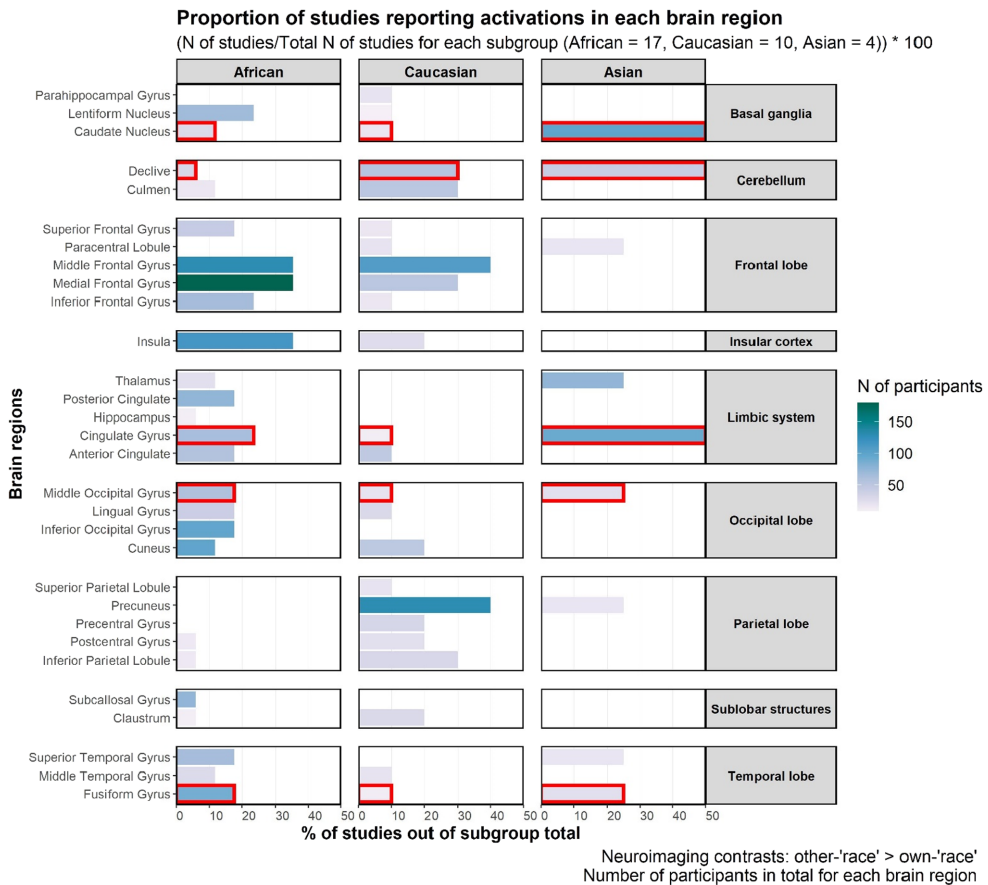 Proportion of studies reporting activations in each brain region
(N of studies/Total N of studies for each subgroup (African = 17, Caucasian = 10, Asian = 4)) * 100
African Caucasian Asian
Parahippocampal Gyrus
Lentiform Nucleus
Caudate Nucleus
Basal ganglia
Declive
Culmen
Cerebellum
Superior Frontal Gyrus
Paracentral Lobule
Middle Frontal Gyrus
Medial Frontal Gyrus
Inferior Frontal Gyrus
Frontal lobe
Insula
Insular cortex
Thalamus
Posterior Cingulate
Hippocampus
Cingulate Gyrus
Anterior Cingulate
Limbic system
Middle Occipital Gyrus
Lingual Gyrus
Inferior Occipital Gyrus
Cuneus
Occipital lobe
Superior Parietal Lobule
Precuneus
Precentral Gyrus
Postcentral Gyrus
Inferior Parietal Lobule
Parietal lobe
Subcallosal Gyrus
Claustrum
Sublobar structures
Superior Temporal Gyrus
Middle Temporal Gyrus
Fusiform Gyrus
Temporal lobe
Brain regions
0 10 20 30 40 50 0 10 20 30 40 50 0 10 20 30 40 50
% of studies out of subgroup total
N of participants
150
100
50
Neuroimaging contrasts: other-'race' > own-'race'
Number of participants in total for each brain region